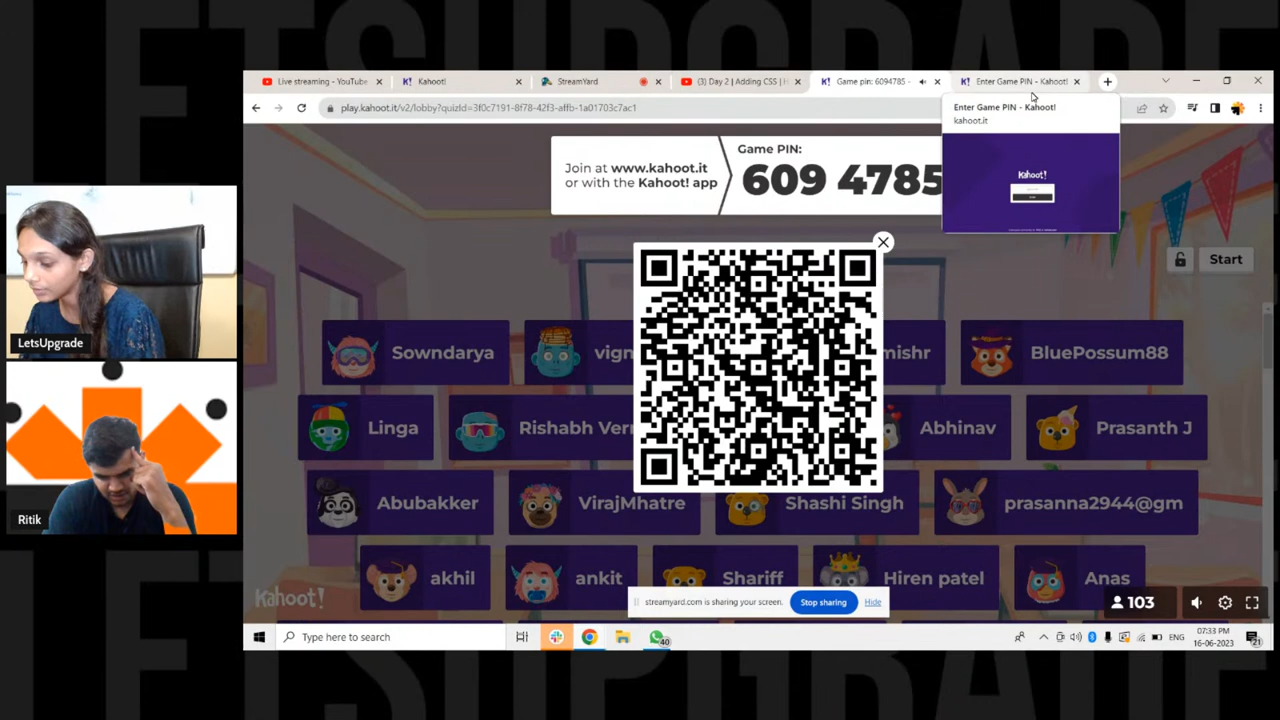 LETSUPGRADE
Live streaming - YouTube
Kahoot!
StreamYard
(3) Day 2 | Adding CSS | H
Game pin: 6094785 -
Enter Game PIN - Kahoot!
play.kahoot.it/v2/lobby?quizId=3f0c7191-8f78-42f3-affb-1a01703c7ac1
Enter Game PIN - Kahoot!
kahoot.it
Kahoot!
Join at www.kahoot.it
or with the Kahoot! app
Game PIN:
609 4785
Start
LetsUpgrade
Ritik
Sowndarya
vign
mishr
BluePossum88
Linga
Rishabh Ver
Abhinav
Prasanth J
Abubakker
VirajMhatre
Shashi Singh
prasanna2944@gm
akhil
ankit
Shariff
Hiren patel
Anas
Kahoot!
streamyard.com is sharing your screen.
Stop sharing
Hide
103
Type here to search
40
ENG
07:33 PM
16-06-2023
21
LETSUPGRADE